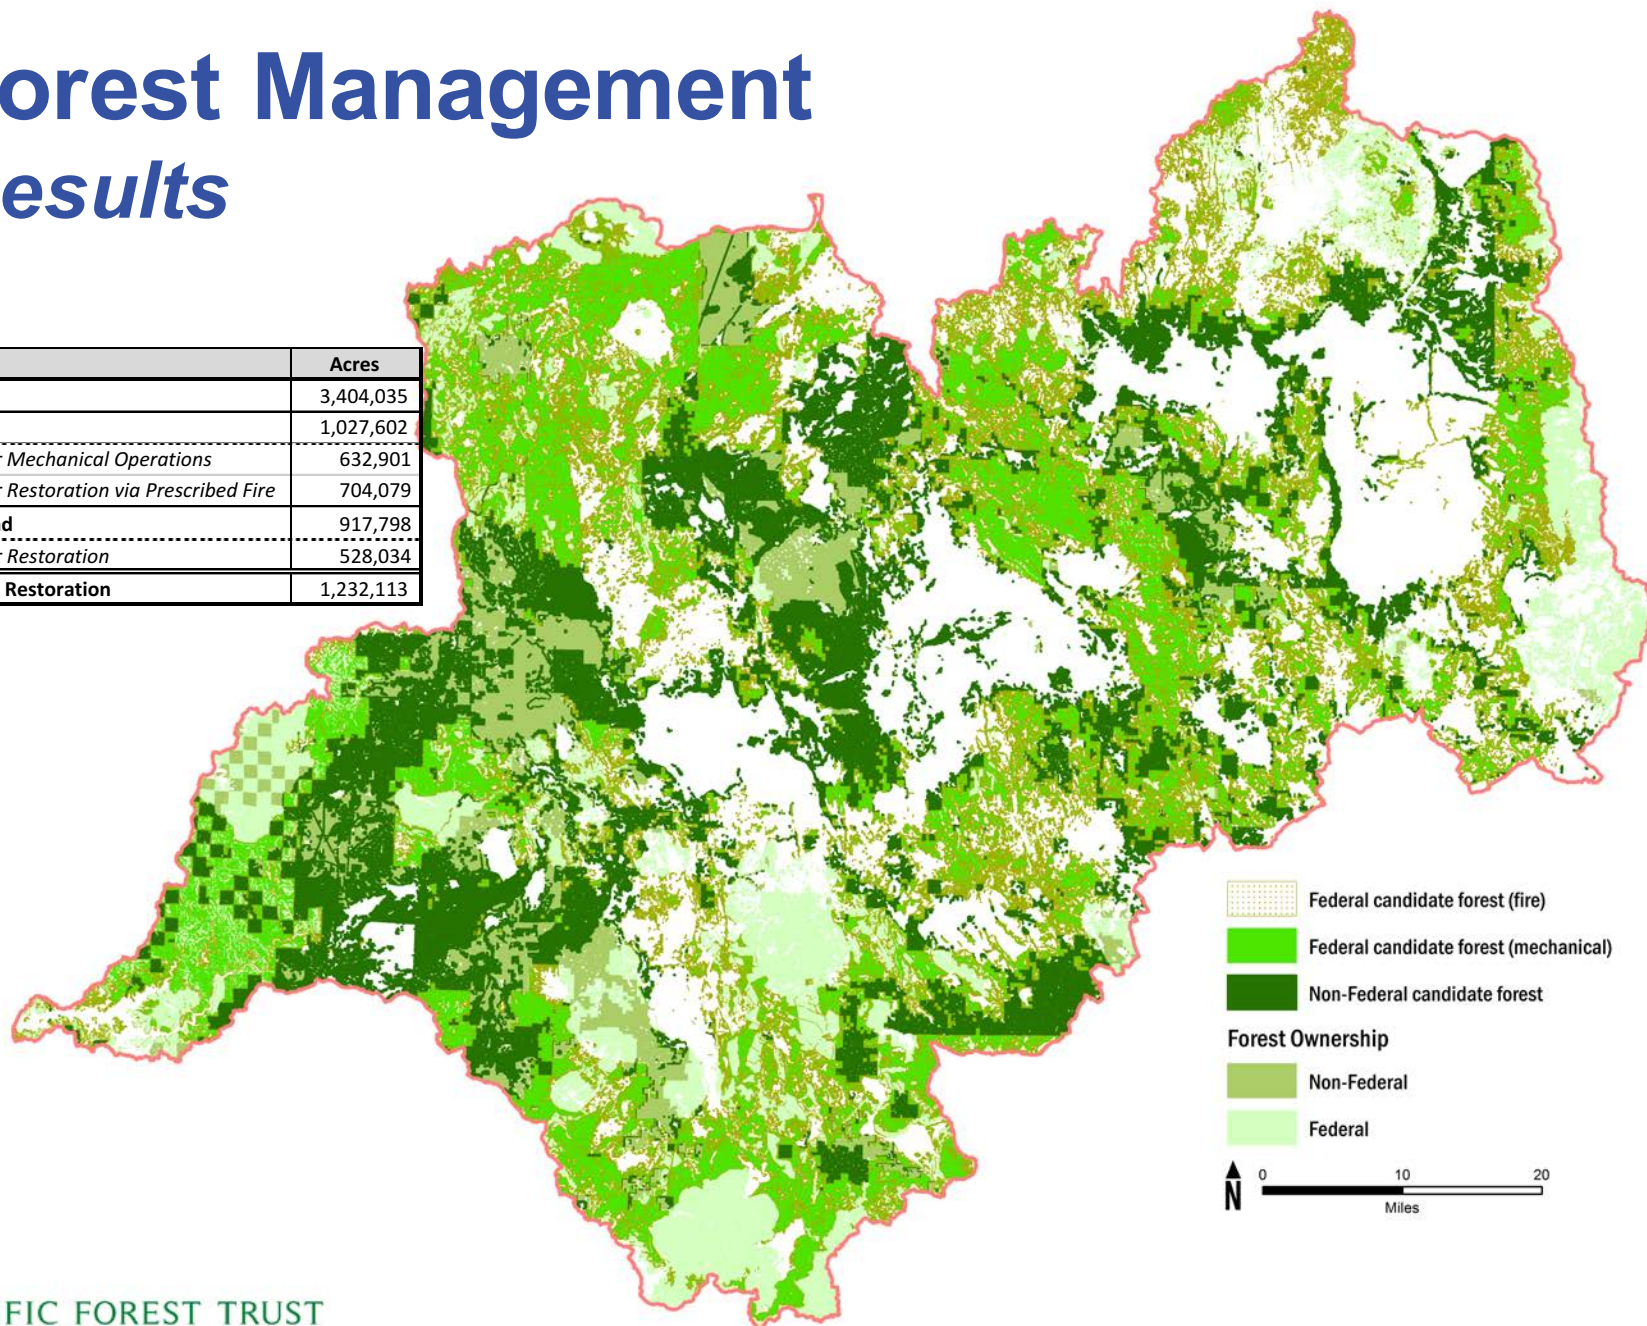 orest Management
esults
Acres
3,404,035
1,027,602
r Mechanical Operations 632,901
r Restoration via Prescribed Fire 704,079
d 917,798
r Restoration 528,034
Restoration 1,232,113
Federal candidate forest (fire)
Federal candidate forest (mechanical)
Non-Federal candidate forest
Forest Ownership
Non-Federal
Federal
N
0 10 20
Miles
FIC FOREST TRUST